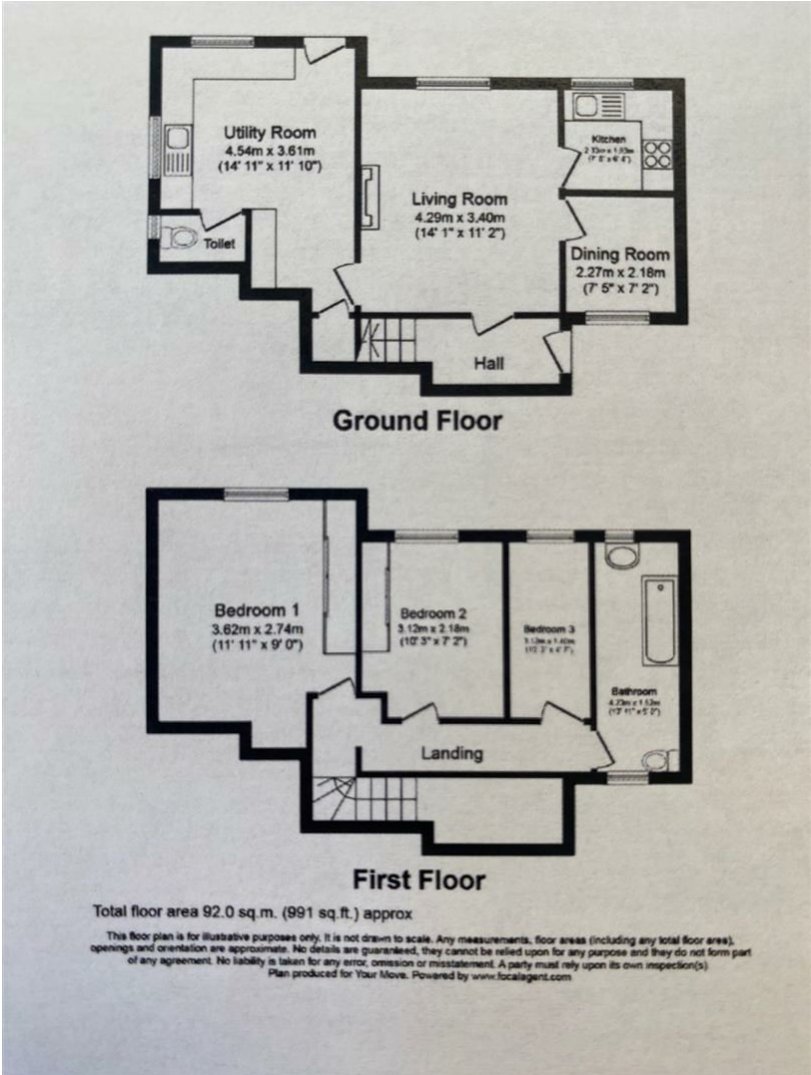 Utility Room
4.54m x 3.61m
(14' 11" x 11' 10")
Toilet
Living Room
4.29m x 3.40m
(14' 1" x 11' 2")
Kitchen
Dining Room
2.27m x 2.18m
(7' 5" x 7' 2")
Hall
Ground Floor
Bedroom 1
3.62m x 2.74m
(11' 11" x 9' 0")
Bedroom 2
3.12m x 2.18m
(10' 3" x 7' 2")
Bedroom 3
Bathroom
Landing
First Floor
Total floor area 92.0 sq.m. (991 sq.ft.) approx
This floor plan is for illustrative purposes only. It is not drawn to scale. Any measurements, floor areas (including any total floor area),
openings and orientation are approximate. No details are guaranteed, they cannot be relied upon for any purpose and they do not form part
of any agreement. No liability is taken for any error, omission or misstatement. A party must rely upon its own inspection(s)
Plan produced for Your Move. Powered by www.focalagent.com